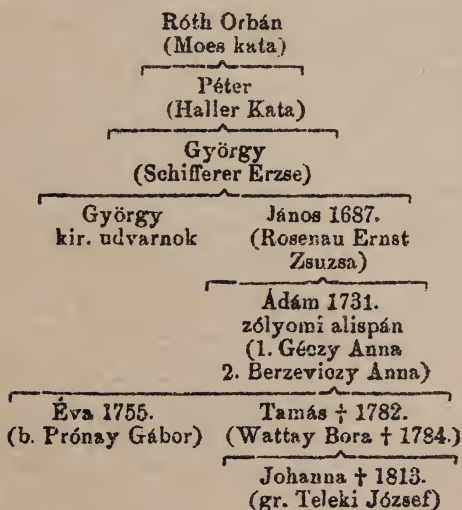 Róth Orbán
(Moes kata)
Péter
(Haller Kata)
György
(Schifferer Erzse)
György
kir. udvarnok
János 1687.
(Rosenau Ernst
Zsuzsa)
Ádám 1731.
zólyomi alispán
(1. Géczy Anna
2. Berzeviczy Anna)
Éva 1755.
(b. Prónay Gábor)
Tamás † 1782.
(Wattay Bora † 1784.)
Johanna † 1813.
(gr. Teleki József)